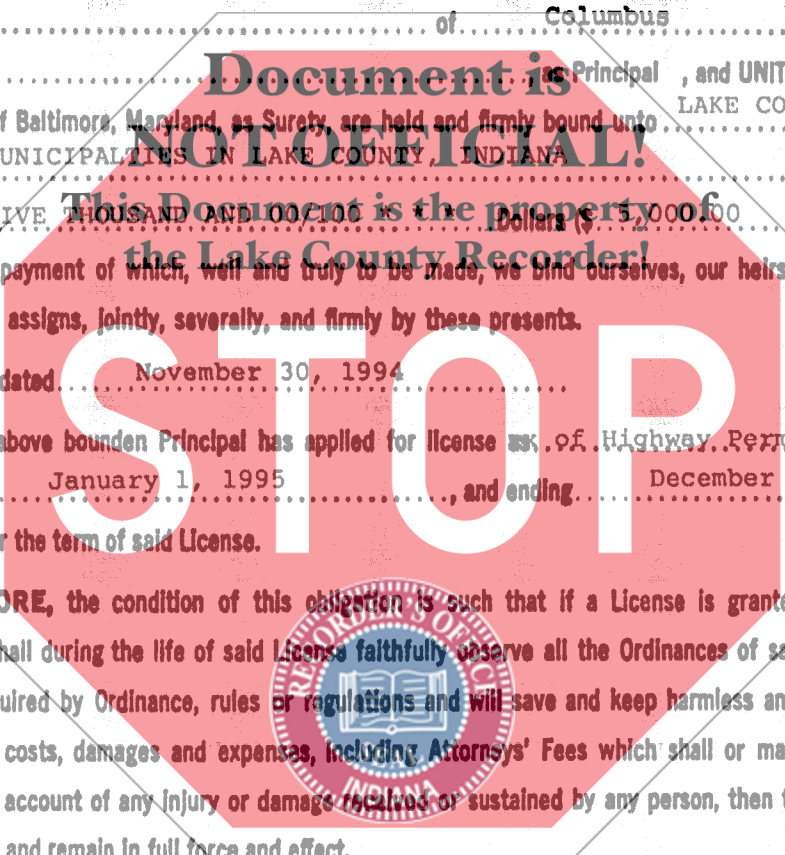 of Columbus
Document is
, as Principal , and UNIT
LAKE CO
f Baltimore, Maryland, as Surety, are held and firmly bound unto
NOT OFFICIAL!
UNICIPALTIES IN LAKE COUNTY, INDIANA
This Document is the property of
IVE THOUSAND AND 00/100 * * * Dollars ($ 5,000.00
the Lake County Recorder!
payment of which, well and truly to be made, we bind ourselves, our heirs
assigns, jointly, severally, and firmly by these presents.
dated November 30, 1994
STOP
above bounden Principal has applied for license as of Highway Perm
January 1, 1995 , and ending December
r the term of said License.
ORE, the condition of this obligation is such that if a License is grante
hall during the life of said License faithfully observe all the Ordinances of sa
uired by Ordinance, rules or regulations and will save and keep harmless an
costs, damages and expenses, including Attorneys' Fees which shall or ma
account of any injury or damage received or sustained by any person, then t
and remain in full force and effect.
RECORDER'S OFFICE
INDIANA